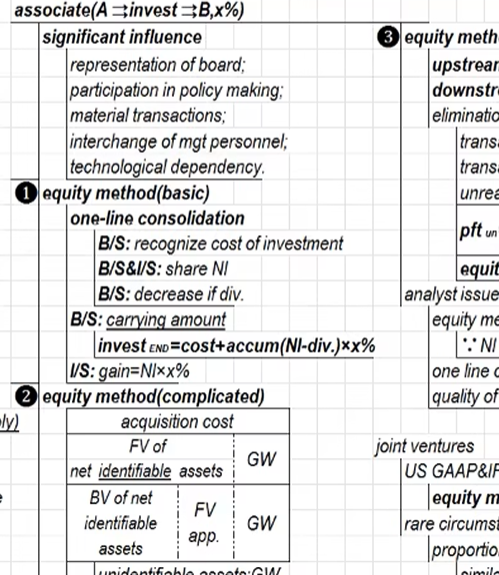 associate(A ⇉invest ⇉B,x%)
significant influence
representation of board;
participation in policy making;
material transactions;
interchange of mgt personnel;
technological dependency.
❶ equity method(basic)
one-line consolidation
B/S: recognize cost of investment
B/S&I/S: share NI
B/S: decrease if div.
B/S: carrying amount
invest END=cost+accum(NI-div.)×x%
I/S: gain=NI×x%
❷ equity method(complicated)
acquisition cost
FV of
net identifiable assets
GW
BV of net
identifiable
assets
FV
app.
GW
unidentifiable assets:GW
❸ equity meth
upstream
downstr
eliminatio
trans
trans
unrea
pft un
equit
analyst issue
equity me
∵ NI
one line c
quality of
joint ventures
US GAAP&IF
equity m
rare circumst
proportio